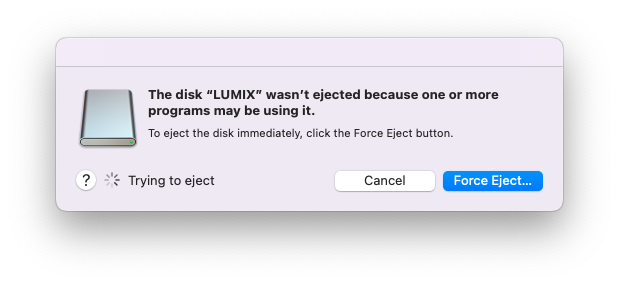 The disk “LUMIX” wasn’t ejected because one or more
programs may be using it.
To eject the disk immediately, click the Force Eject button.
? Trying to eject Cancel Force Eject...